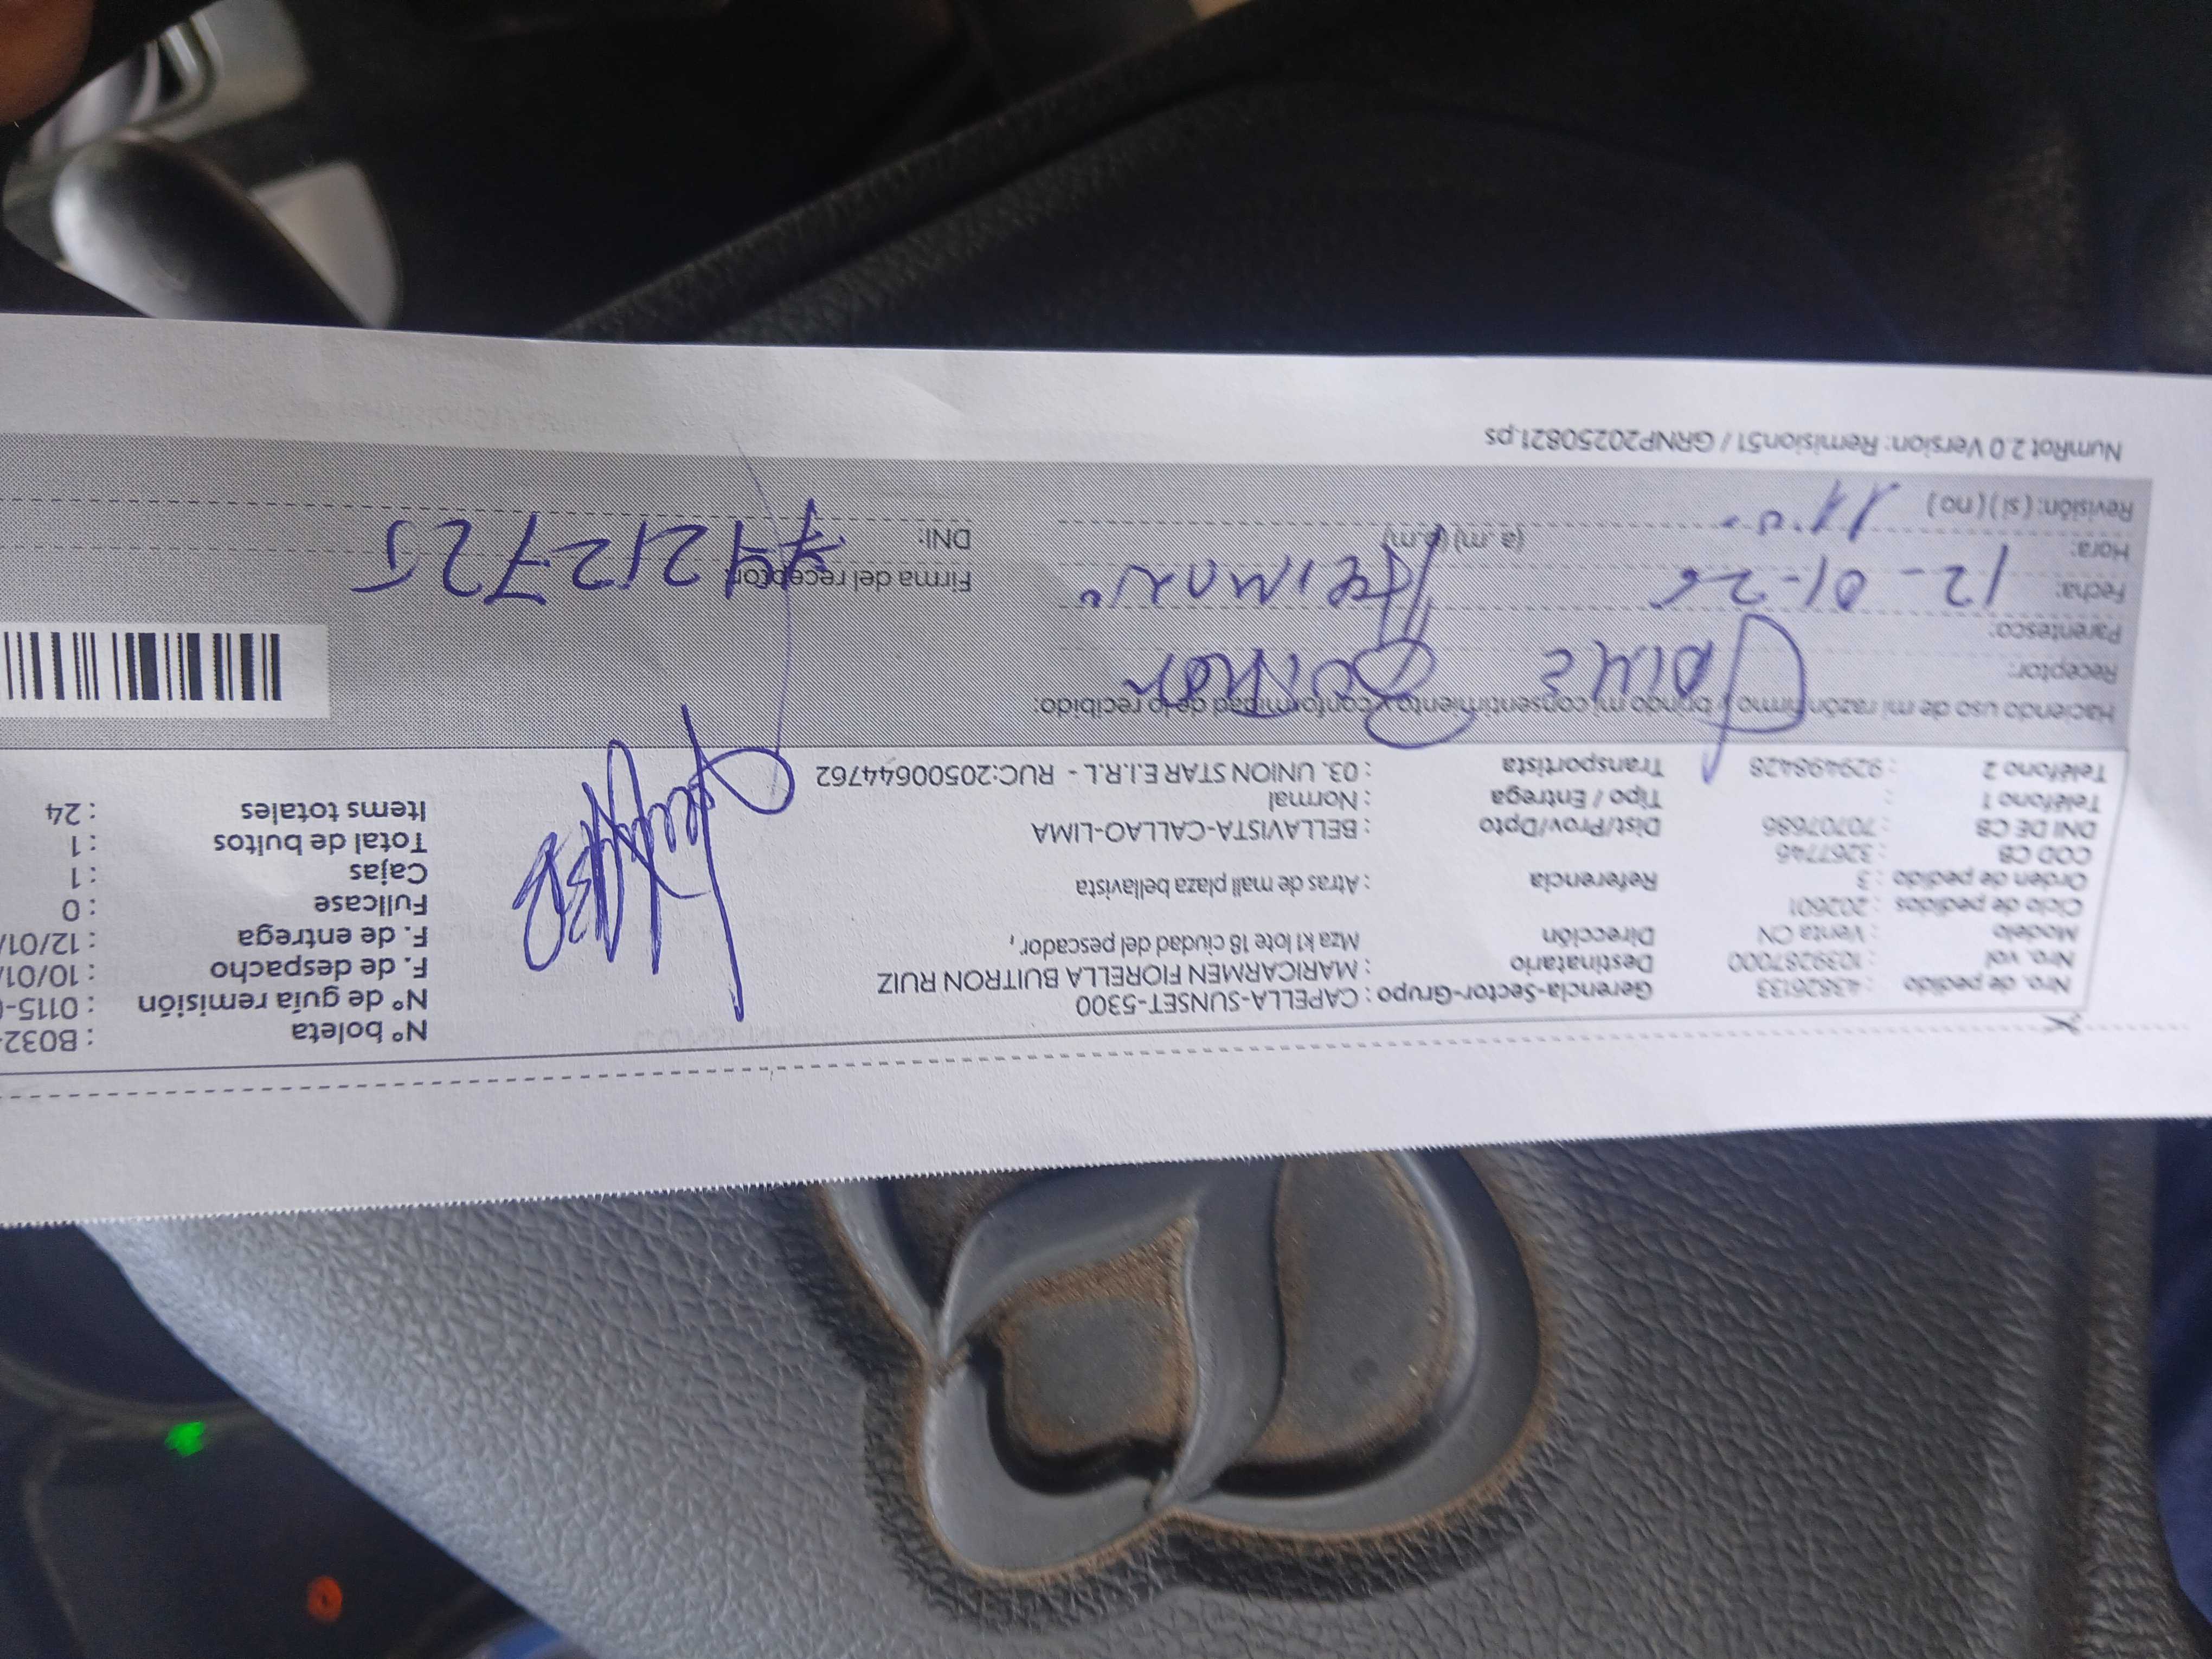 Nro. de pedido : 43826133 Gerencia-Sector-Grupo : CAPELLA-SUNSET-5300 N° boleta : B032-
Nro. vol : 1039287000 Destinatario : MARICARMEN FIORELLA BUITRON RUIZ N° de guía remisión : 0115-
Modelo : Venta CN Dirección Mza k1 lote 18 ciudad del pescador, F. de despacho : 10/01/
Ciclo de pedidos : 202601 F. de entrega : 12/01/
Orden de pedido : 3 Referencia : Atras de mall plaza bellavista Fullcase : 0
COD CB : 3267746 Cajas : 1
DNI DE CB : 70707686 Dist/Prov/Dpto : BELLAVISTA-CALLAO-LIMA Total de bultos : 1
Teléfono 1 : Tipo / Entrega : Normal Items totales : 24
Teléfono 2 : 929498428 Transportista : 03. UNION STAR E.I.R.L - RUC:20500644762
Haciendo uso de mi razón firmo y brindo mi consentimiento y conformidad de lo recibido:
Receptor:
Parentesco:
Fecha: 12-01-26 Firma del receptor
Hora: (a.m) (p.m) DNI:
Revisión: ( si ) ( no )
NumRot 2.0 Version: Remision51 / GRNP20250821.ps